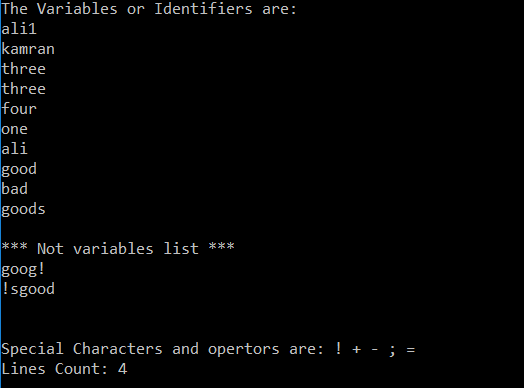 The Variables or Identifiers are:
ali1
kamran
three
three
four
one
ali
good
bad
goods
*** Not variables list ***
goog!
!sgood
Special Characters and opertors are: ! + - ; =
Lines Count: 4